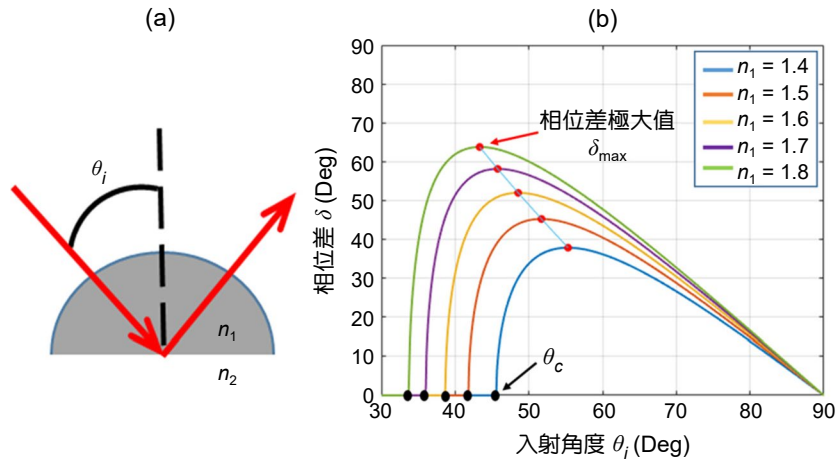 (a)
θi
n1
n2
(b)
90
80
70
60
50
40
30
20
10
0
30
40
50
60
70
80
90
相位差 δ (Deg)
入射角度 θi (Deg)
相位差極大值
δmax
θc
n1 = 1.4
n1 = 1.5
n1 = 1.6
n1 = 1.7
n1 = 1.8